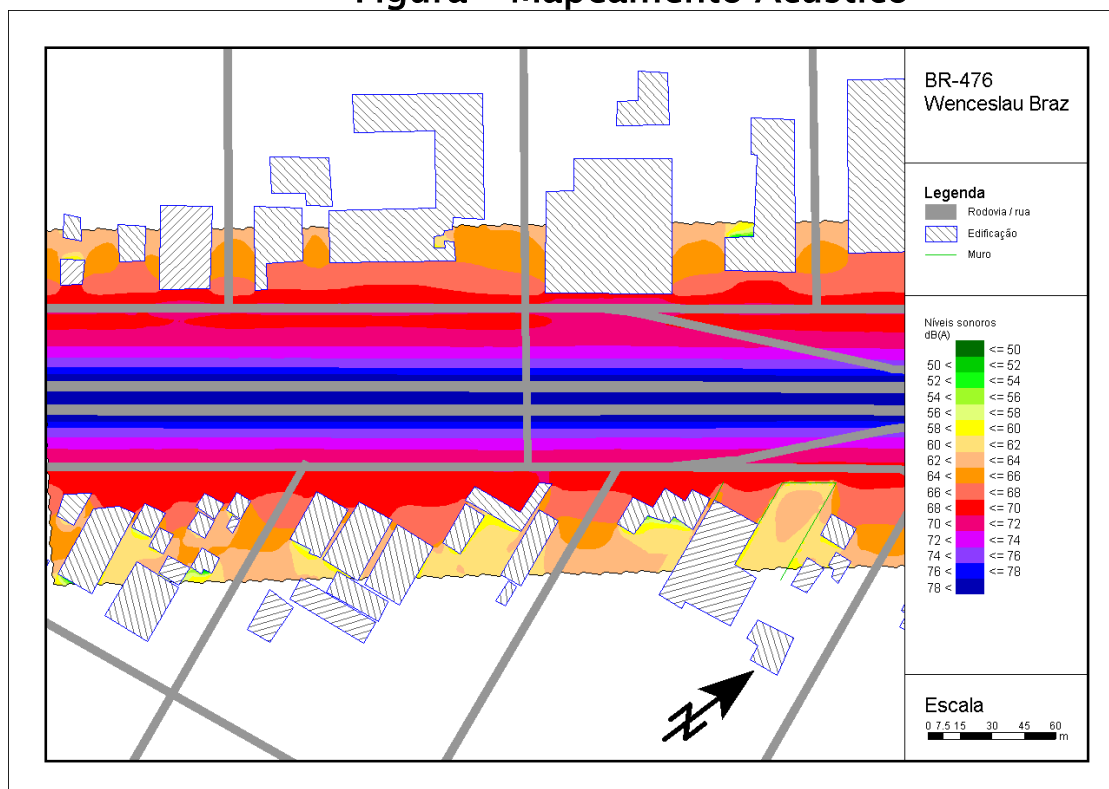 Figura - Mapeamento Acústico
BR-476
Wenceslau Braz
Legenda
Rodovia / rua
Edificação
Muro
Níveis sonoros
dB(A)
<= 50
50 < <= 52
52 < <= 54
54 < <= 56
56 < <= 58
58 < <= 60
60 < <= 62
62 < <= 64
64 < <= 66
66 < <= 68
68 < <= 70
70 < <= 72
72 < <= 74
74 < <= 76
76 < <= 78
78 <
N
Escala
0 7.5 15 30 45 60
m